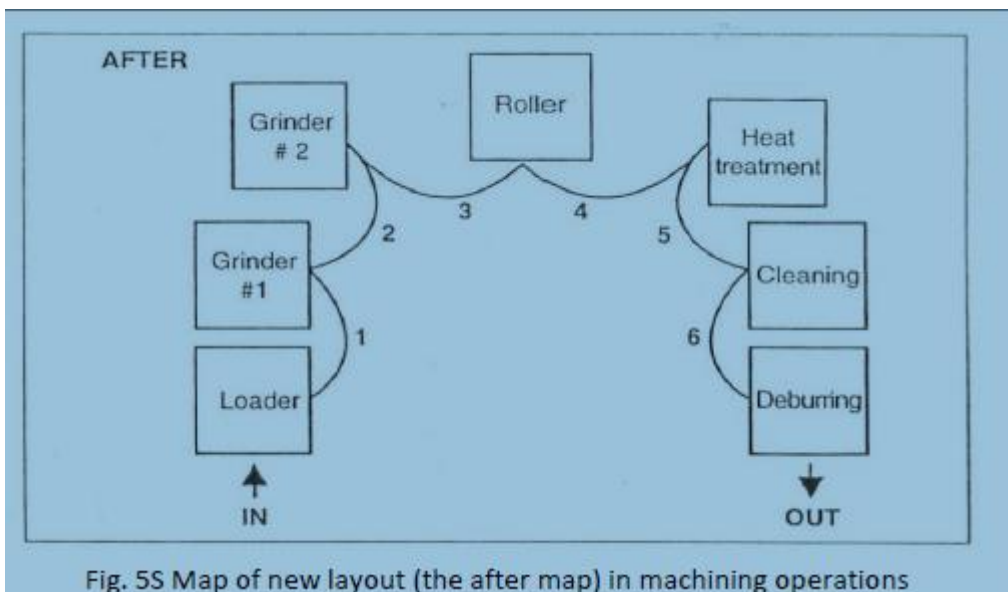 AFTER
Grinder
# 2
Roller
Heat
treatment
3
4
2
5
Grinder
#1
Cleaning
1
6
Loader
Deburring
IN
OUT
Fig. 5S Map of new layout (the after map) in machining operations